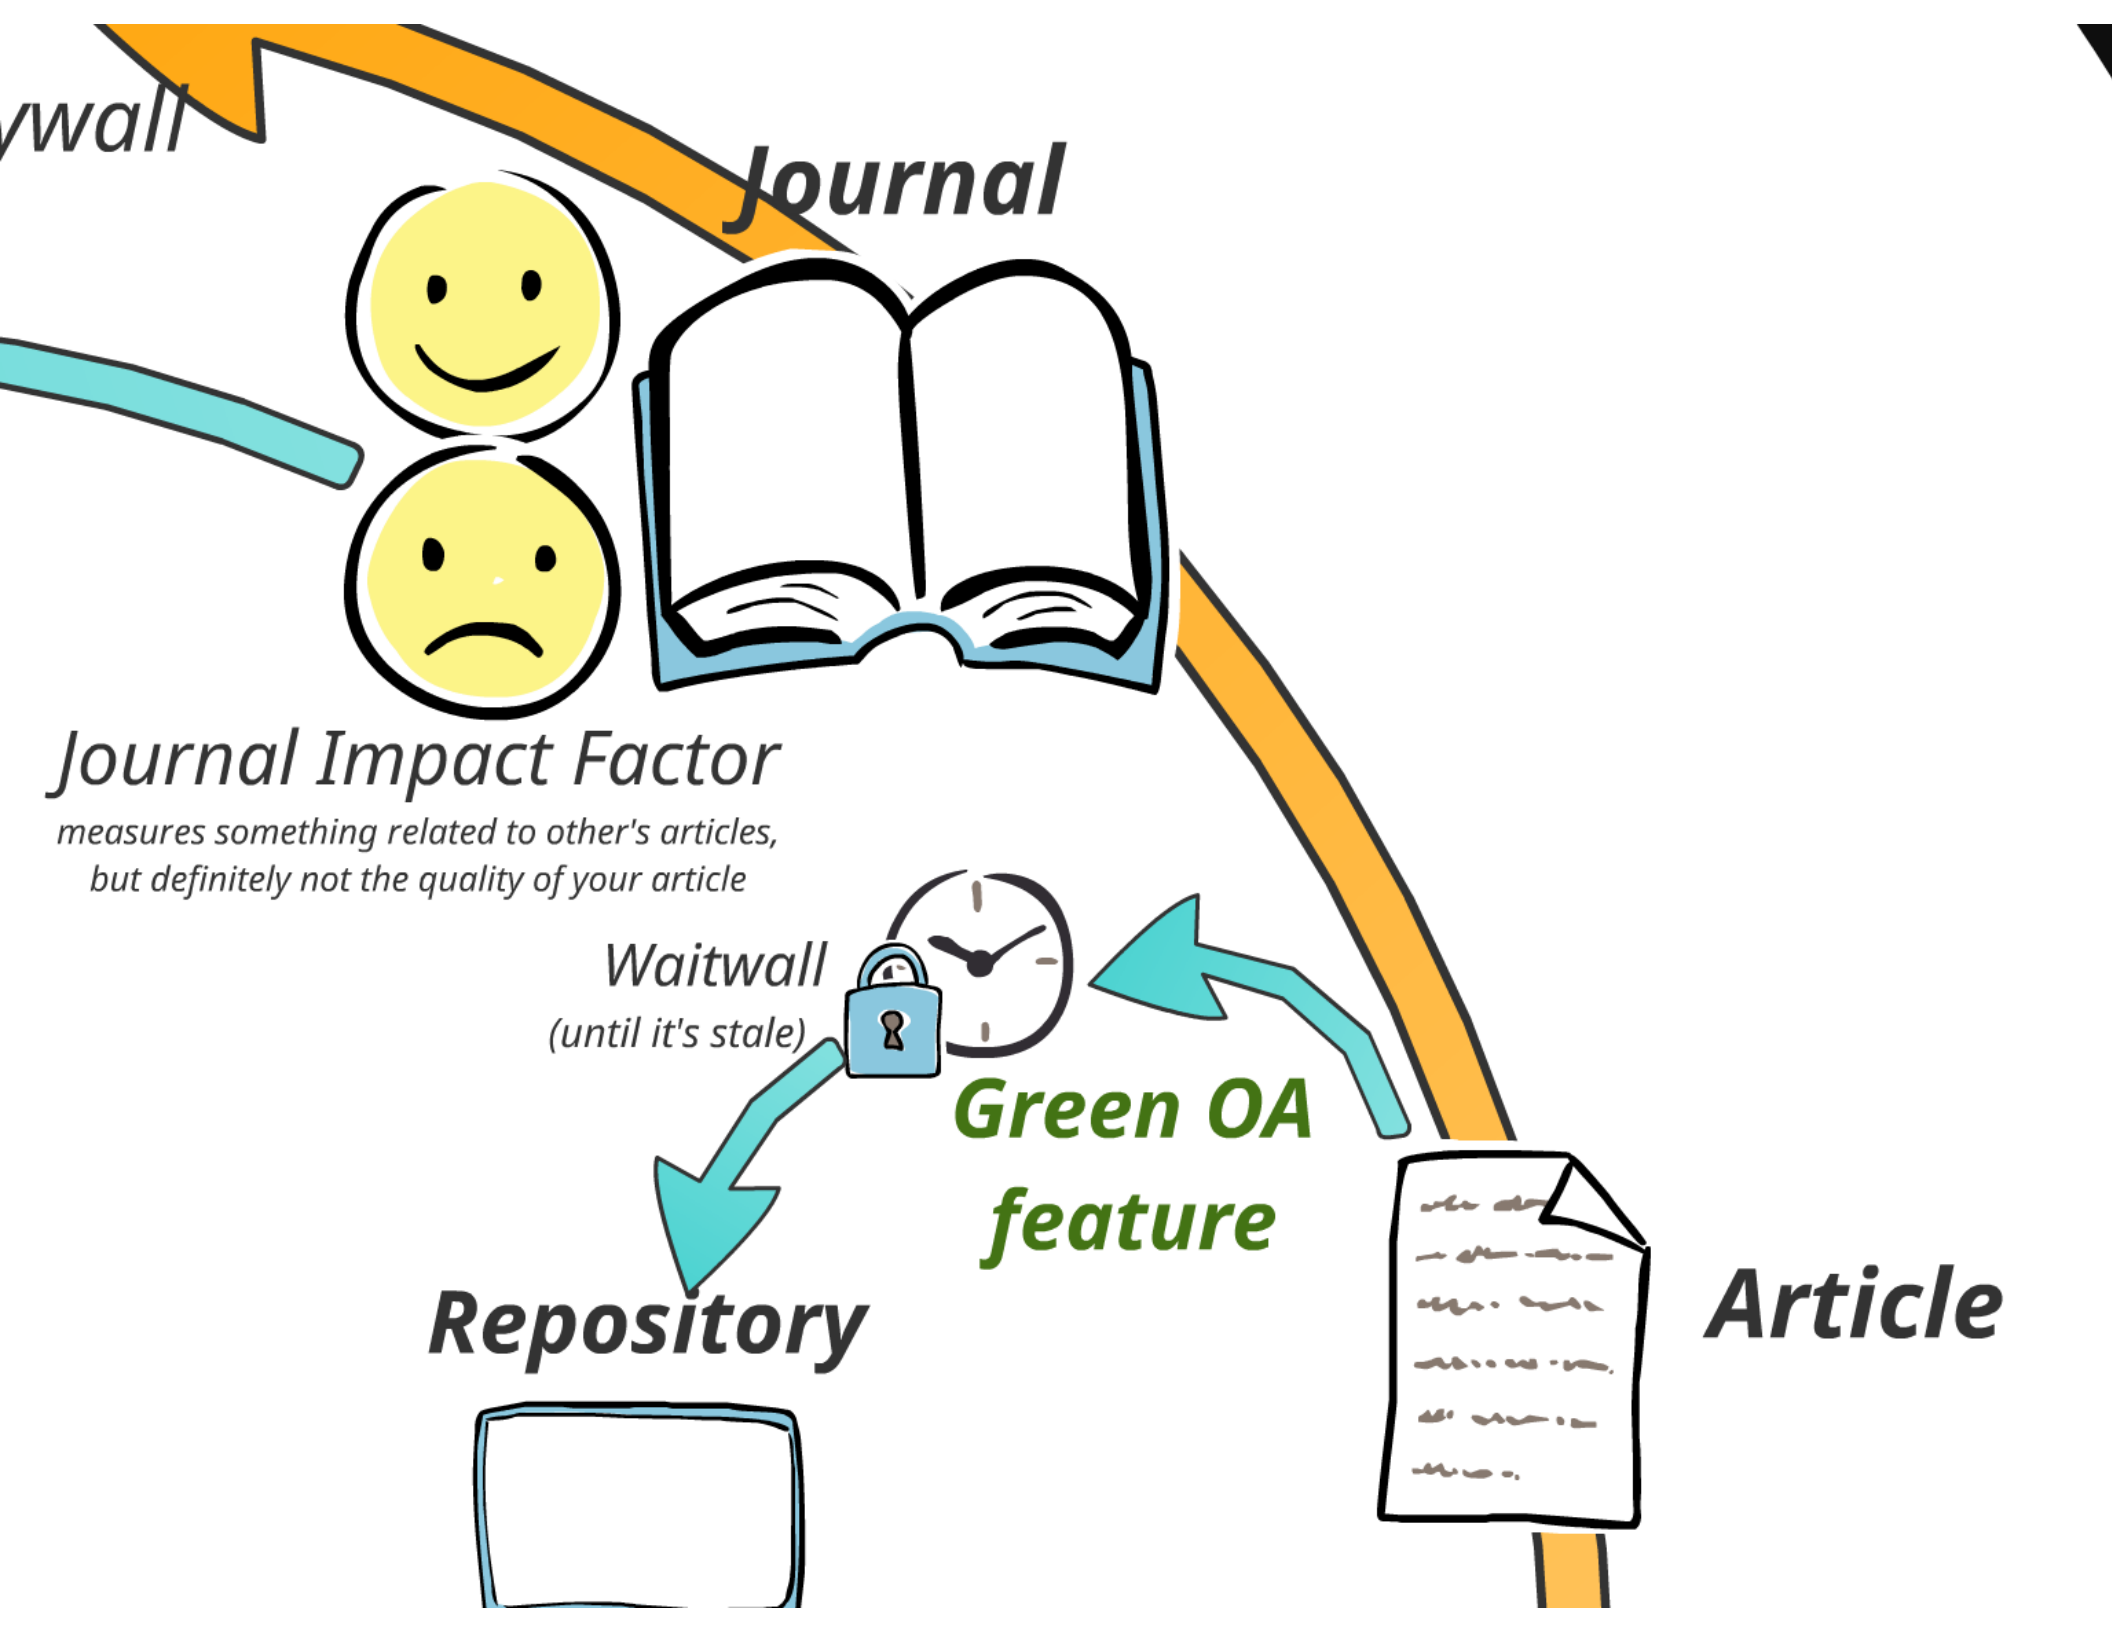 ywall
Journal
Journal Impact Factor
measures something related to other's articles,
but definitely not the quality of your article
Waitwall
(until it's stale)
Green OA
feature
Repository
Article